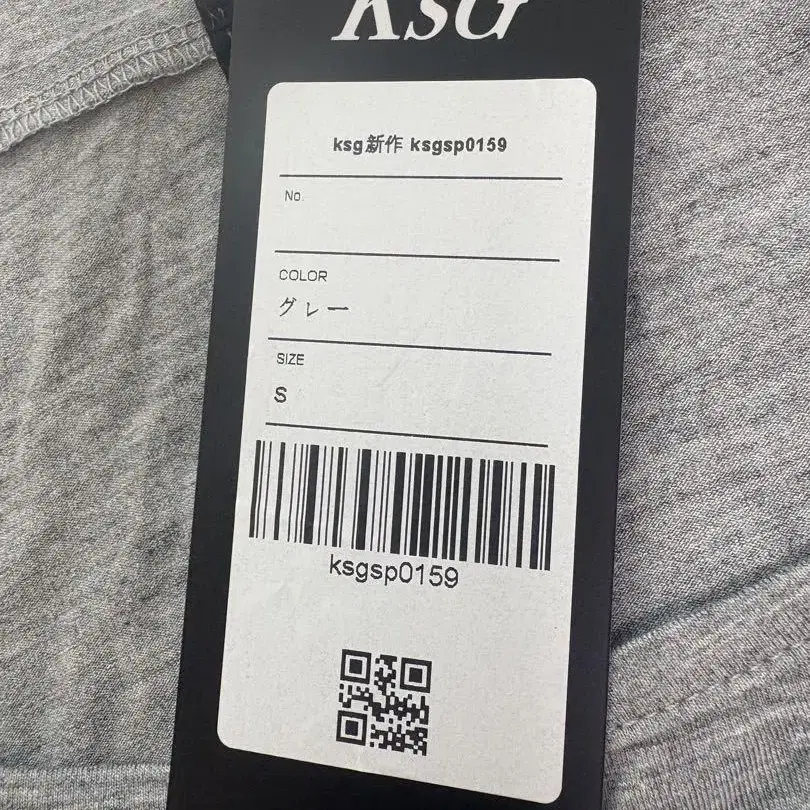 KSG
ksg新作 ksgsp0159
No.
COLOR
グレー
SIZE
S
ksgsp0159